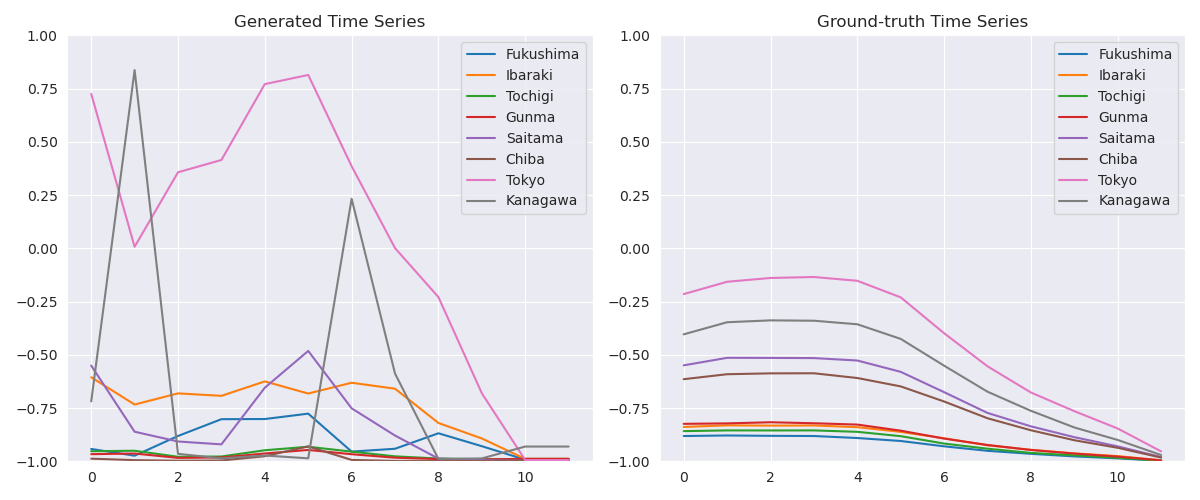 Generated Time Series
1.00
0.75
0.50
0.25
0.00
−0.25
−0.50
−0.75
−1.00
0 2 4 6 8 10
Fukushima
Ibaraki
Tochigi
Gunma
Saitama
Chiba
Tokyo
Kanagawa
Ground-truth Time Series
1.00
0.75
0.50
0.25
0.00
−0.25
−0.50
−0.75
−1.00
0 2 4 6 8 10
Fukushima
Ibaraki
Tochigi
Gunma
Saitama
Chiba
Tokyo
Kanagawa